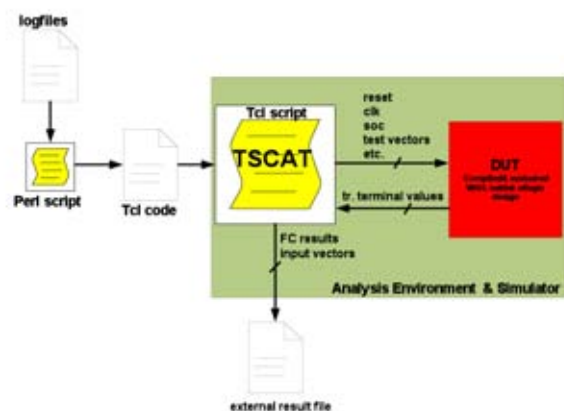 logfiles
Perl script
Tcl code
Tcl script
TSCAT
reset
clk
soc
test vectors
etc.
DUT
design
tr. terminal values
FC results
input vectors
Analysis Environment & Simulator
external result file